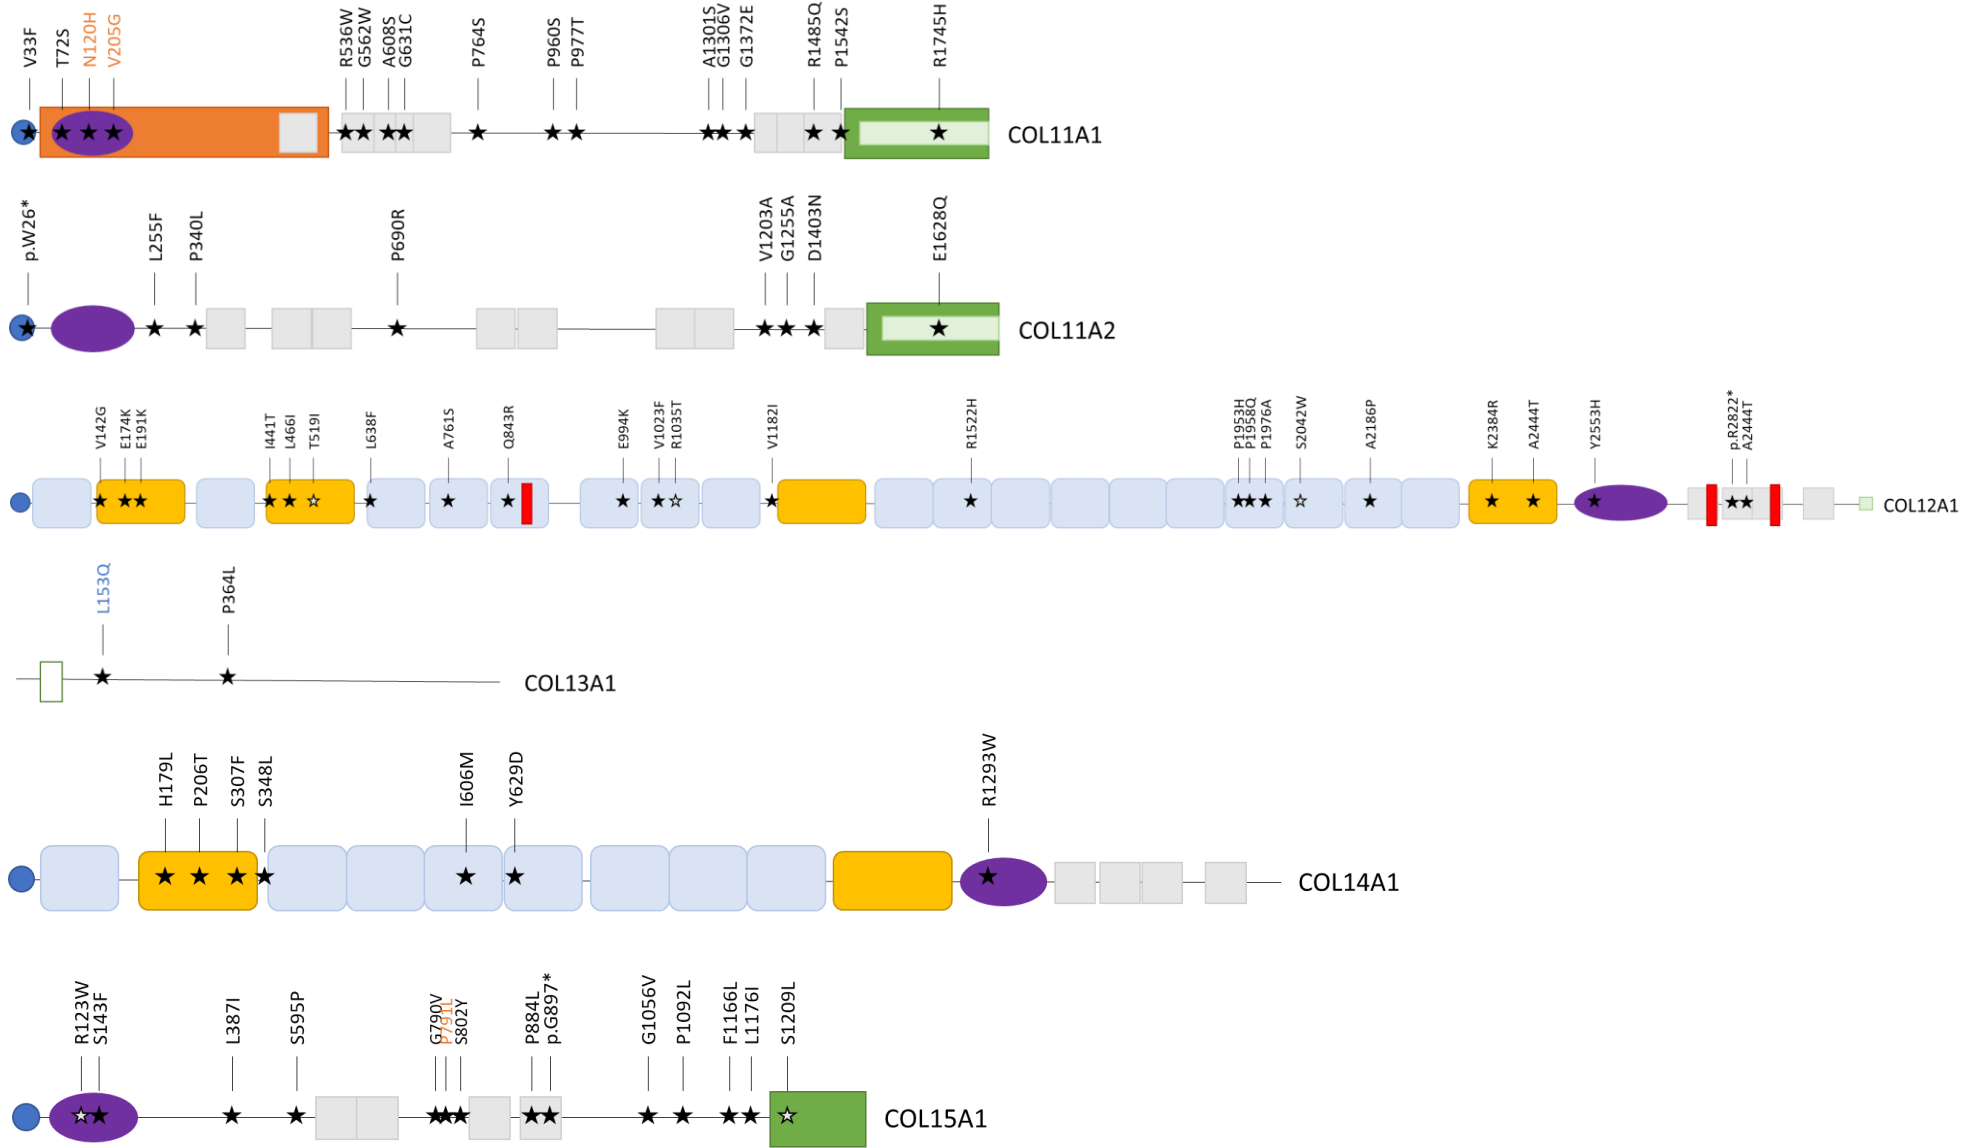 V33F
T72S
N120H
V205G
R536W
G562W
A608S
G631C
P764S
P960S
P977T
A1301S
G1306V
G1372E
R1485Q
P1542S
R1745H
COL11A1
p.W26*
L255F
P340L
P690R
V1203A
G1255A
D1403N
E1628Q
COL11A2
V142G
E174K
E191K
I441T
L466I
T519I
L638F
A761S
Q843R
E994K
V1023F
R1035T
V1182I
R1522H
P1953H
P1958Q
P1976A
S2042W
A2186P
K2384R
A2444T
Y2553H
p.R2822*
A2444T
COL12A1
L153Q
P364L
COL13A1
H179L
P206T
S307F
S348L
I606M
Y629D
R1293W
COL14A1
R123W
S143F
L387I
S595P
G790V
P791L
S802Y
P884L
p.G897*
G1056V
P1092L
F1166L
L1176I
S1209L
COL15A1